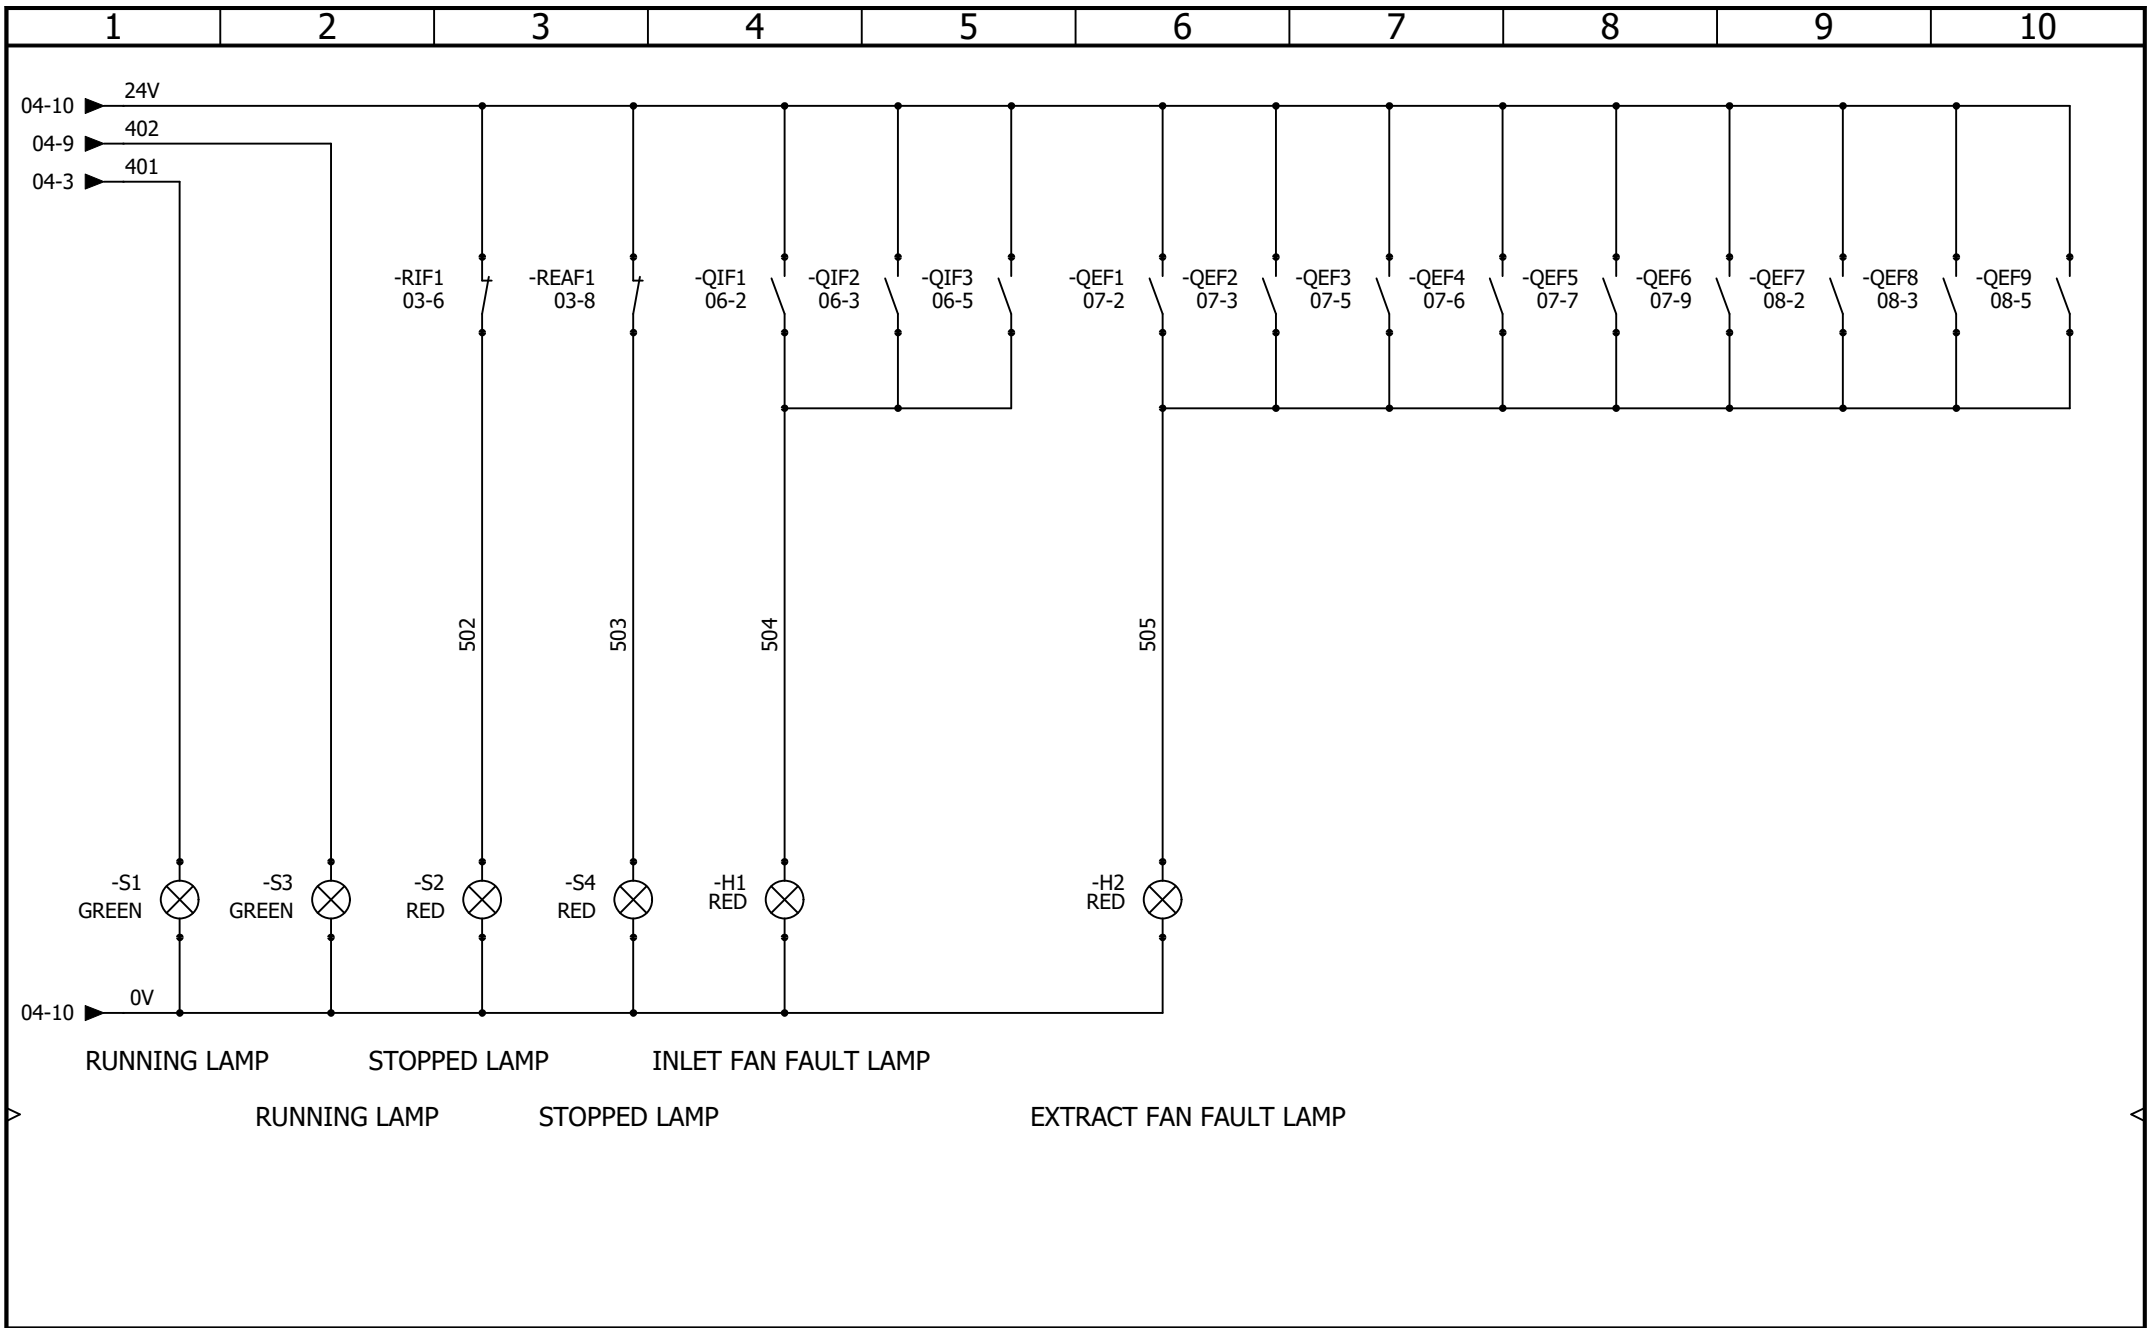 1 2 3 4 5 6 7 8 9 10
24V
04-10
402
04-9
401
04-3
-RIF1 -REAF1 -QIF1 -QIF2 -QIF3 -QEF1 -QEF2 -QEF3 -QEF4 -QEF5 -QEF6 -QEF7 -QEF8 -QEF9
03-6 03-8 06-2 06-3 06-5 07-2 07-3 07-5 07-6 07-7 07-9 08-2 08-3 08-5
502 503 504 505
-S1 -S3 -S2 -S4 -H1 -H2
GREEN GREEN RED RED RED RED
0V
04-10
RUNNING LAMP STOPPED LAMP INLET FAN FAULT LAMP
RUNNING LAMP STOPPED LAMP EXTRACT FAN FAULT LAMP